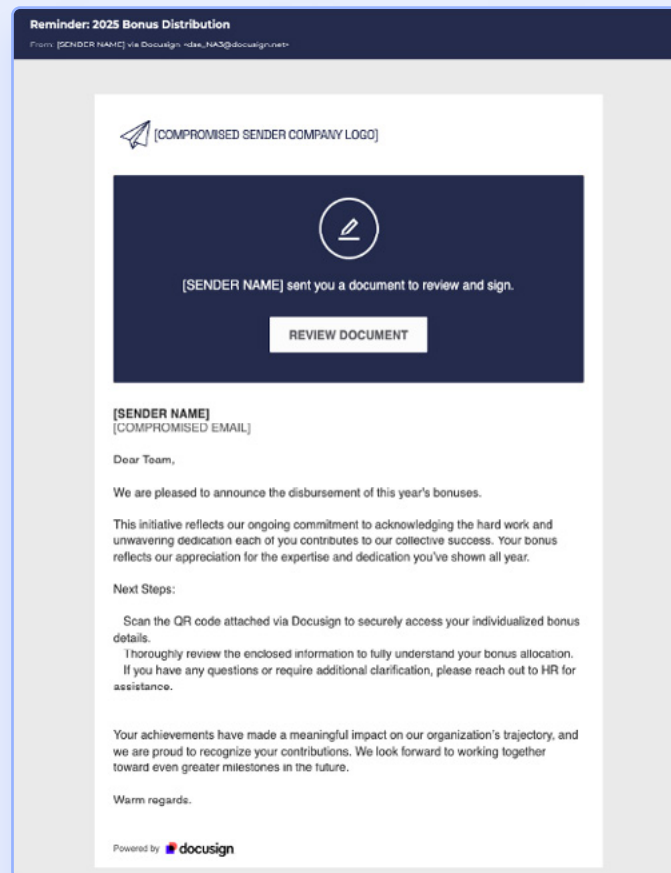 Reminder: 2025 Bonus Distribution
From: [SENDER NAME] via Docusign <dse_NA3@docusign.net>
[COMPROMISED SENDER COMPANY LOGO]
[SENDER NAME] sent you a document to review and sign.
REVIEW DOCUMENT
[SENDER NAME]
[COMPROMISED EMAIL]
Dear Team,
We are pleased to announce the disbursement of this year's bonuses.
This initiative reflects our ongoing commitment to acknowledging the hard work and
unwavering dedication each of you contributes to our collective success. Your bonus
reflects our appreciation for the expertise and dedication you've shown all year.
Next Steps:
Scan the QR code attached via Docusign to securely access your individualized bonus
details.
Thoroughly review the enclosed information to fully understand your bonus allocation.
If you have any questions or require additional clarification, please reach out to HR for
assistance.
Your achievements have made a meaningful impact on our organization's trajectory, and
we are proud to recognize your contributions. We look forward to working together
toward even greater milestones in the future.
Warm regards.
Powered by docusign